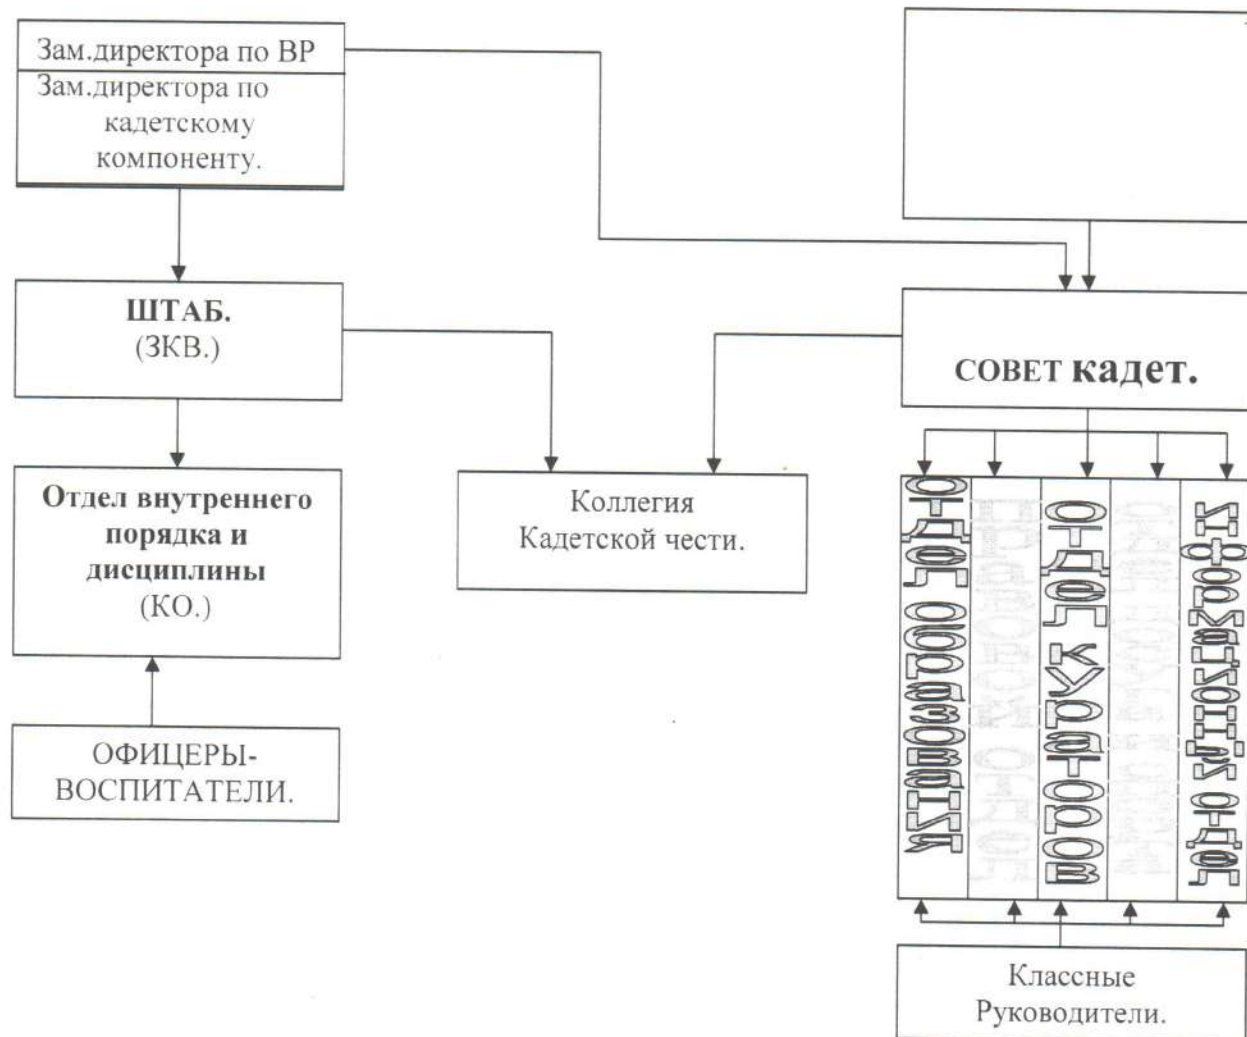 Зам.директора по ВР
Зам.директора по
кадетскому
компоненту.
ШТАБ.
(ЗКВ.)
СОВЕТ кадет.
Отдел внутреннего
порядка и
дисциплины
(КО.)
Коллегия
Кадетской чести.
ОФИЦЕРЫ-
ВОСПИТАТЕЛИ.
Отдел образования
Отдел кураторов
Информационный отдел
Классные
Руководители.